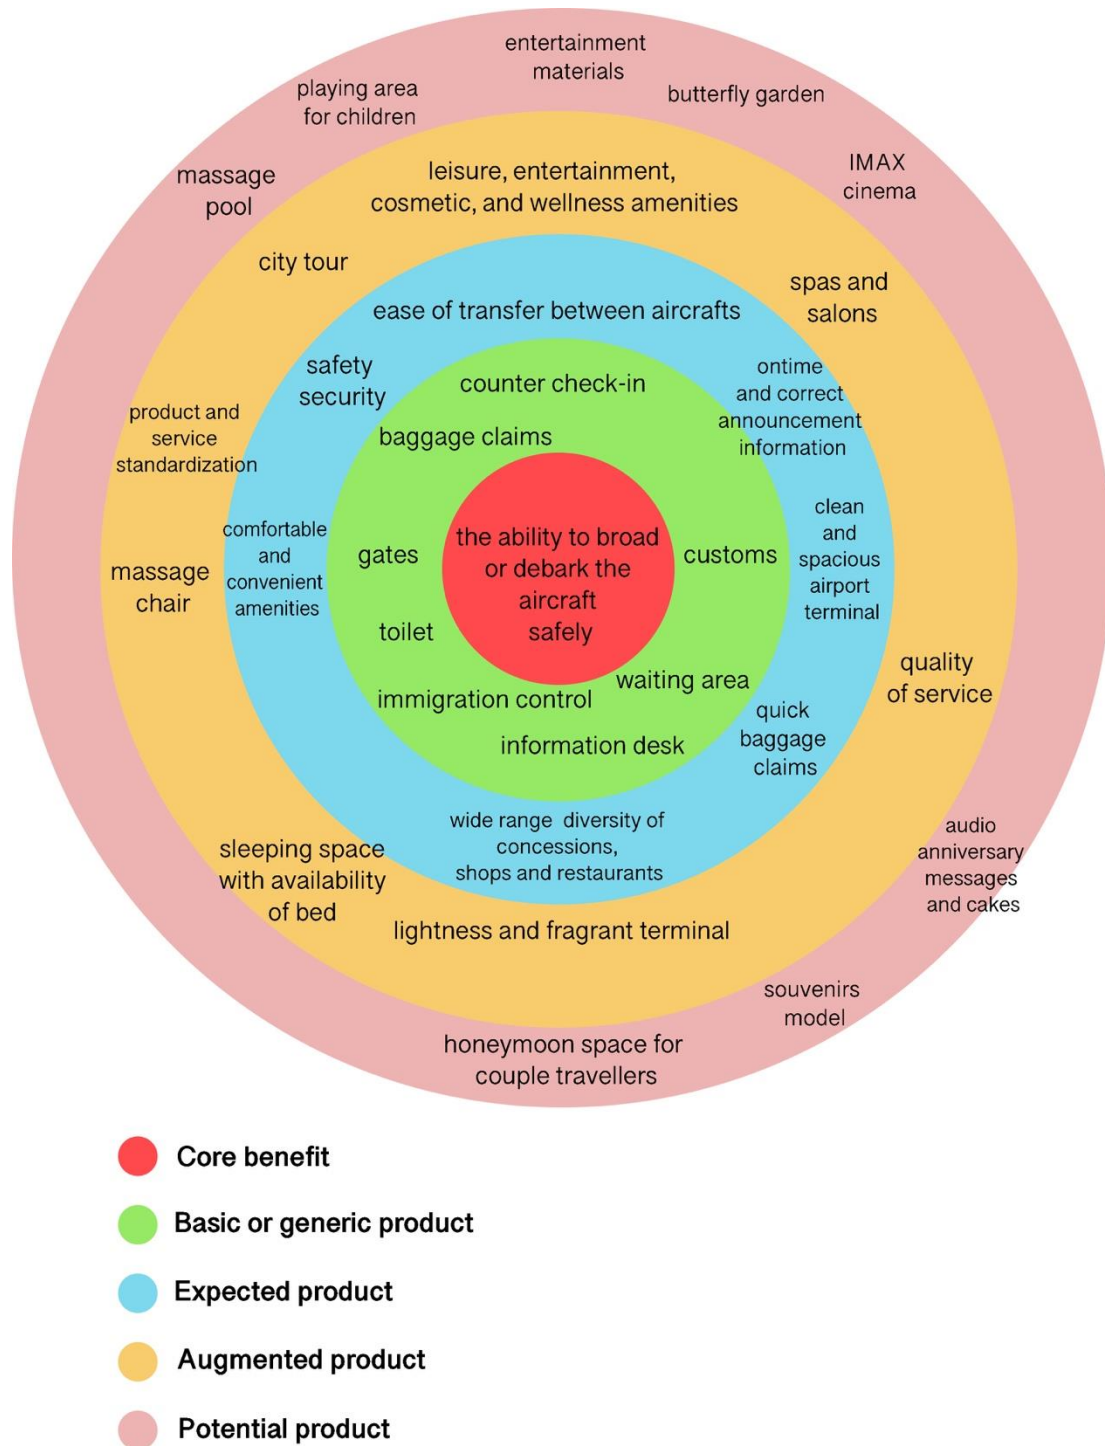 entertainment
materials
playing area
for children
butterfly garden
IMAX
cinema
massage
pool
leisure, entertainment,
cosmetic, and wellness amenities
city tour
spas and
salons
ease of transfer between aircrafts
safety
security
ontime
and correct
announcement
information
counter check-in
product and
service
standardization
baggage claims
comfortable
and
convenient
amenities
gates
the ability to broad
or debark the
aircraft
safely
customs
clean
and
spacious
airport
terminal
massage
chair
toilet
immigration control
waiting area
quality
of service
information desk
quick
baggage
claims
wide range diversity of
concessions,
shops and restaurants
sleeping space
with availability
of bed
audio
anniversary
messages
and cakes
lightness and fragrant terminal
souvenirs
model
honeymoon space for
couple travellers
Core benefit
Basic or generic product
Expected product
Augmented product
Potential product